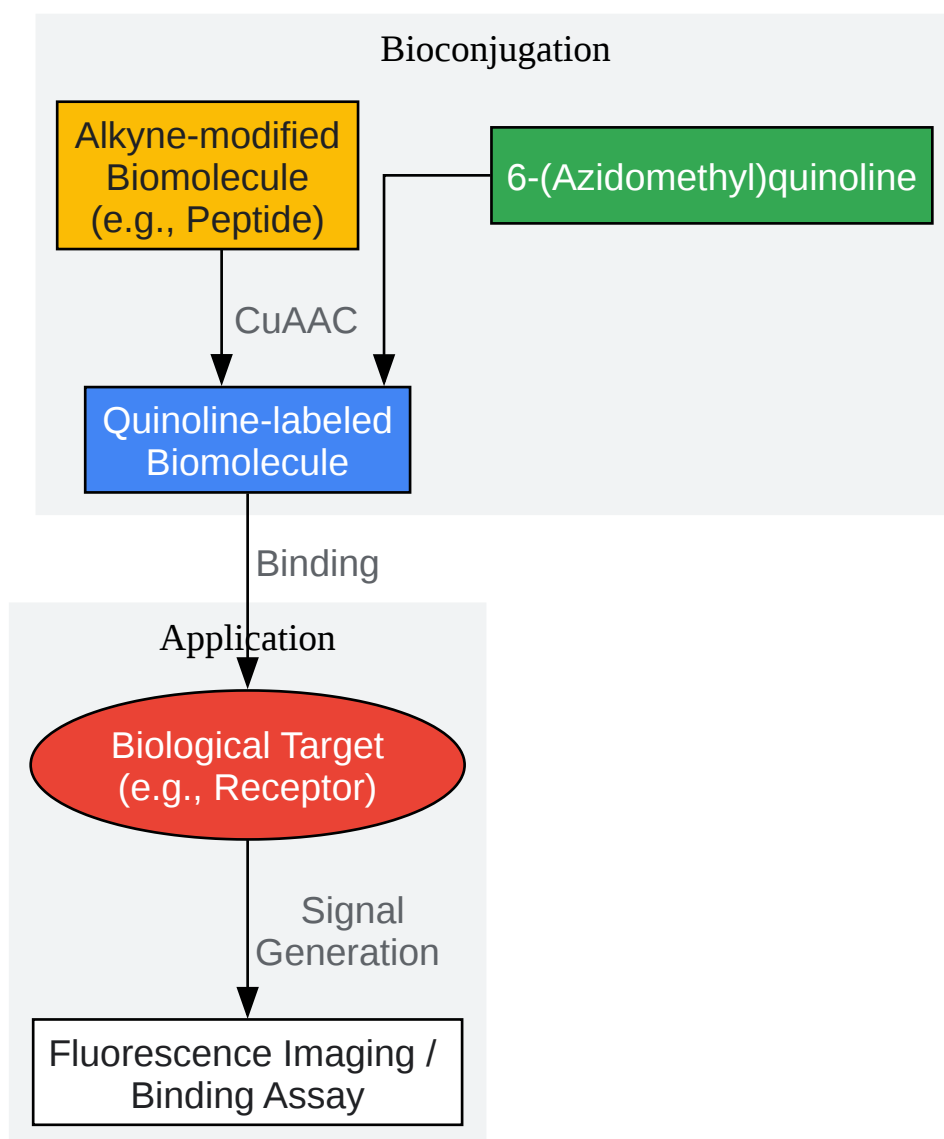 Bioconjugation
Alkyne-modified
Biomolecule
(e.g., Peptide)
6-(Azidomethyl)quinoline
CuAAC
Quinoline-labeled
Biomolecule
Binding
Application
Biological Target
(e.g., Receptor)
Signal
Generation
Fluorescence Imaging /
Binding Assay